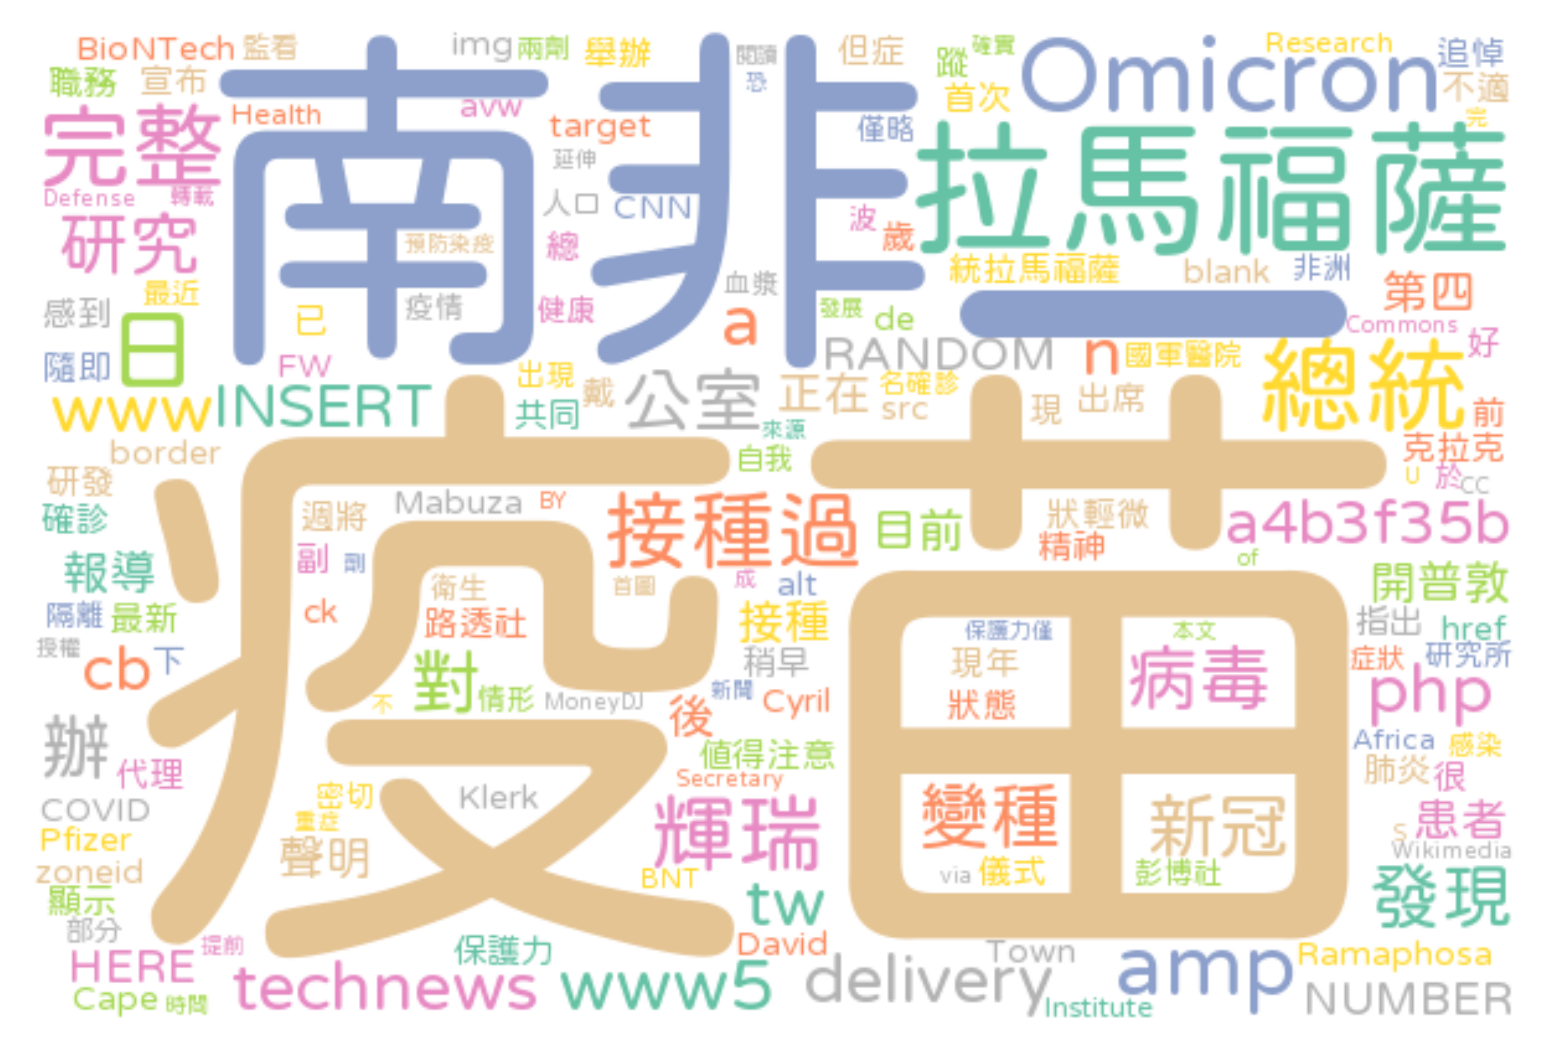 BioNTech 監看 img 兩劑 舉辦 閱讀 但症 蹤 確實 Research 追悼
職務 宣布 南非 恐 首次 Omicron 不適
完整 Health avw target 僅略 拉馬福薩 完
Defense 轉載 延伸
研究 預防染疫 總 人口 CNN 波 歲
感到 最近 已 疫情 健康 血漿 a 發展 de 統拉馬福薩 blank 非洲 第四
隨即 日 FW 一 Commons 好
www INSERT 出現 共同 戴 公室 RANDOM 正在 名確診 src n 國軍醫院 現 出席 總統 前
border 來源 自我 克拉克
研發 疫苗 U 於 cc
確診 週將 Mabuza BY 接種過 目前 狀輕微 精神 a4b3f35b
報導 副 劑 衛生 首圖 成 alt of 開普敦
隔離 最新 ck 路透社 接種 保護力僅 本文 指出 href
授權 cb 下 對 情形 MoneyDJ 稍早 現年 病毒 症狀 研究所
不 後 新聞 Cyril 狀態 php
辦 代理 值得注意 Africa 感染
密切 Klerk Secretary 肺炎 很
COVID 重症 輝瑞 變種 新冠 患者
Pfizer 聲明 S Wikimedia
zoneid BNT via 儀式 彭博社
顯示 tw 發現
部分 提前 保護力 David Town
HERE technews www5 delivery amp Ramaphosa
Cape 時間 Institute NUMBER